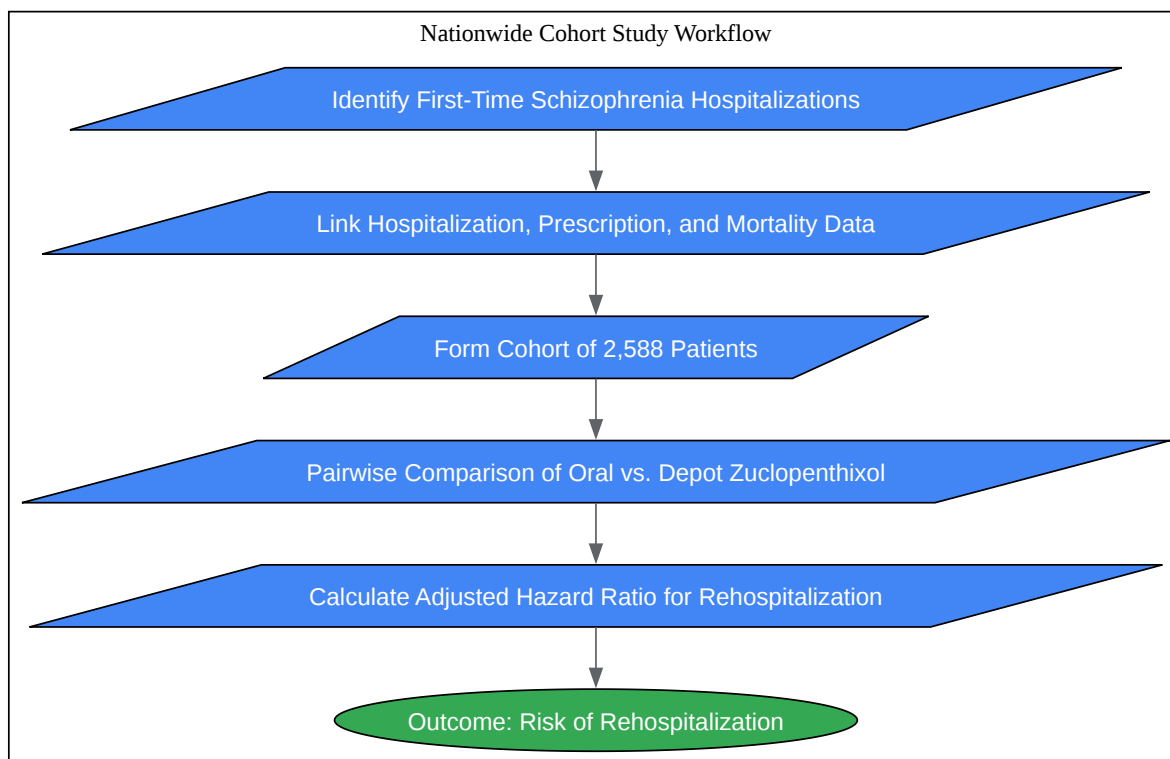 Nationwide Cohort Study Workflow
Identify First-Time Schizophrenia Hospitalizations
Link Hospitalization, Prescription, and Mortality Data
Form Cohort of 2,588 Patients
Pairwise Comparison of Oral vs. Depot Zuclopenthixol
Calculate Adjusted Hazard Ratio for Rehospitalization
Outcome: Risk of Rehospitalization